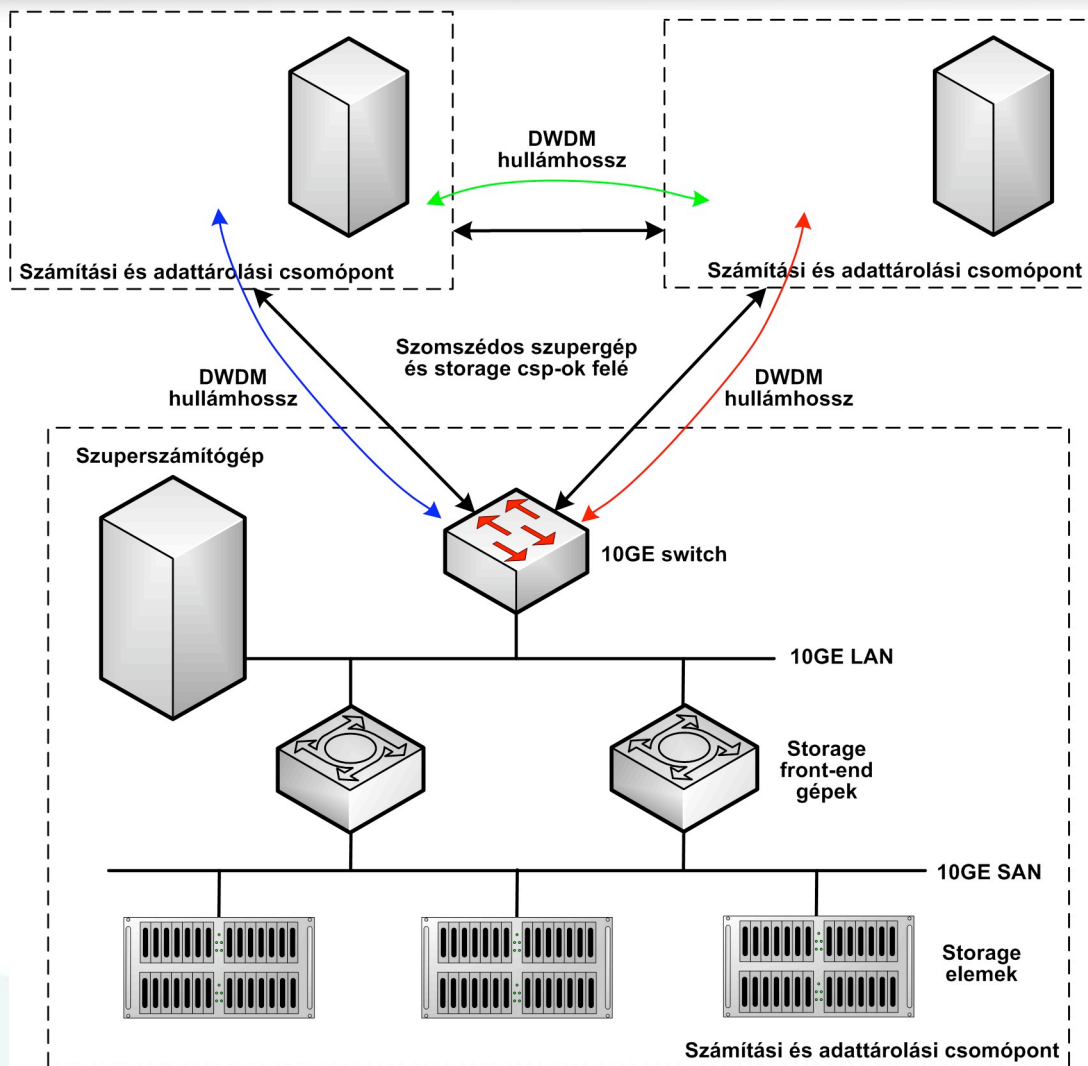 DWDM
hullámhossz
Számítási és adattárolási csomópont
Számítási és adattárolási csomópont
Szomszédos szupergép
és storage csp-ok felé
DWDM
hullámhossz
DWDM
hullámhossz
Szuperszámítógép
10GE switch
10GE LAN
Storage
front-end
gépek
10GE SAN
Storage
elemek
Számítási és adattárolási csomópont